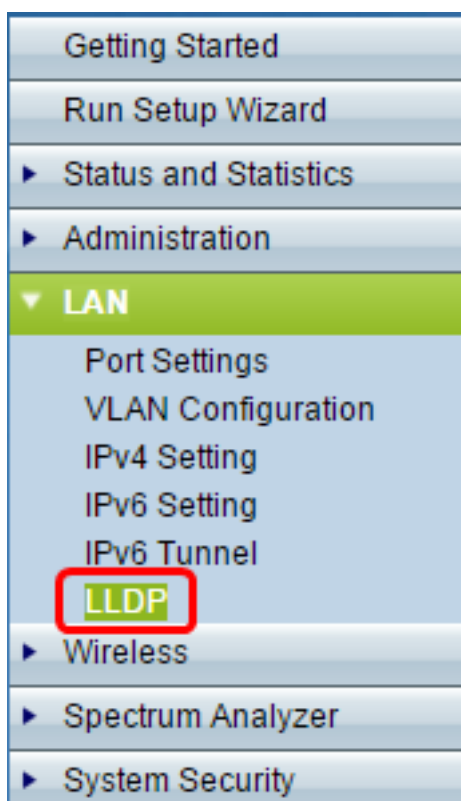 Getting Started
Run Setup Wizard
Status and Statistics
Administration
LAN
Port Settings
VLAN Configuration
IPv4 Setting
IPv6 Setting
IPv6 Tunnel
LLDP
Wireless
Spectrum Analyzer
System Security